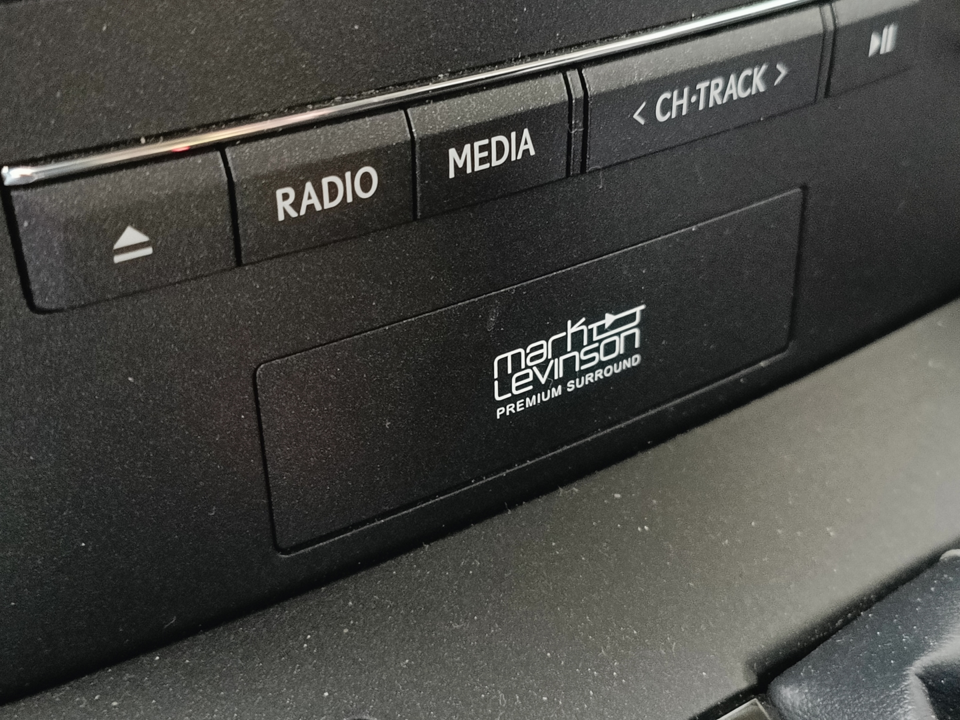 RADIO
MEDIA
< CH·TRACK >
mark
Levinson
PREMIUM SURROUND